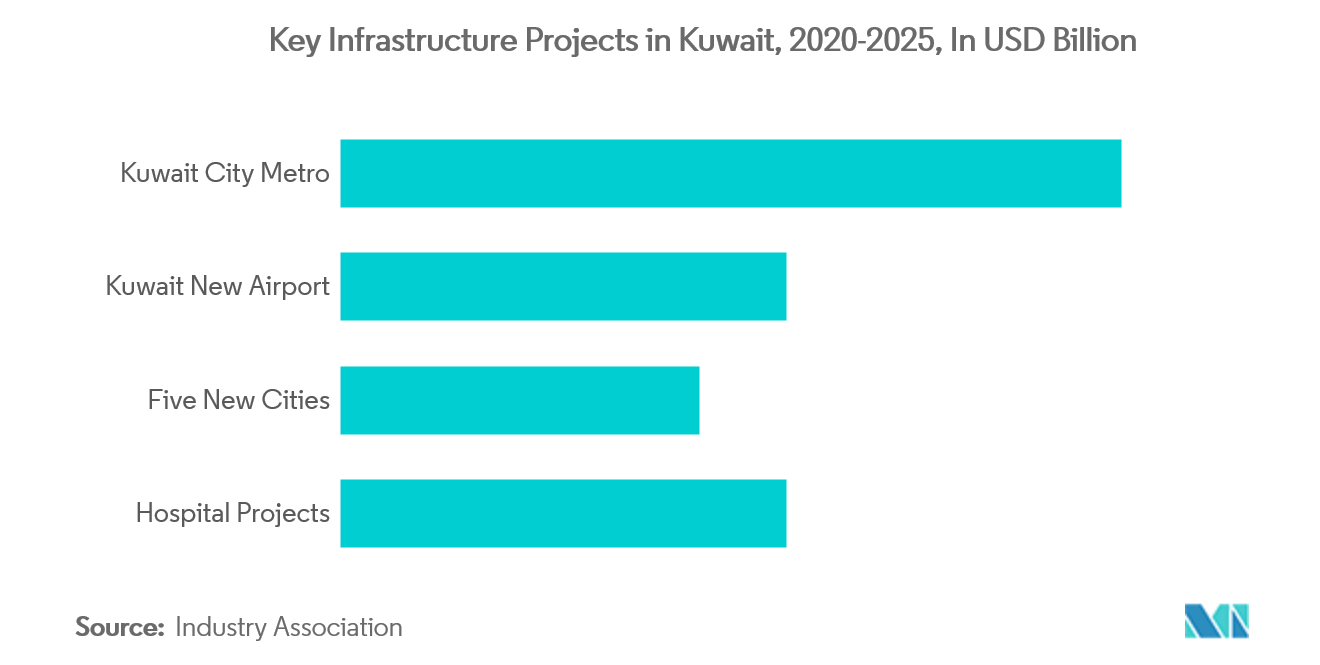 Key Infrastructure Projects in Kuwait, 2020-2025, In USD Billion
Kuwait City Metro
Kuwait New Airport
Five New Cities
Hospital Projects
Source: Industry Association